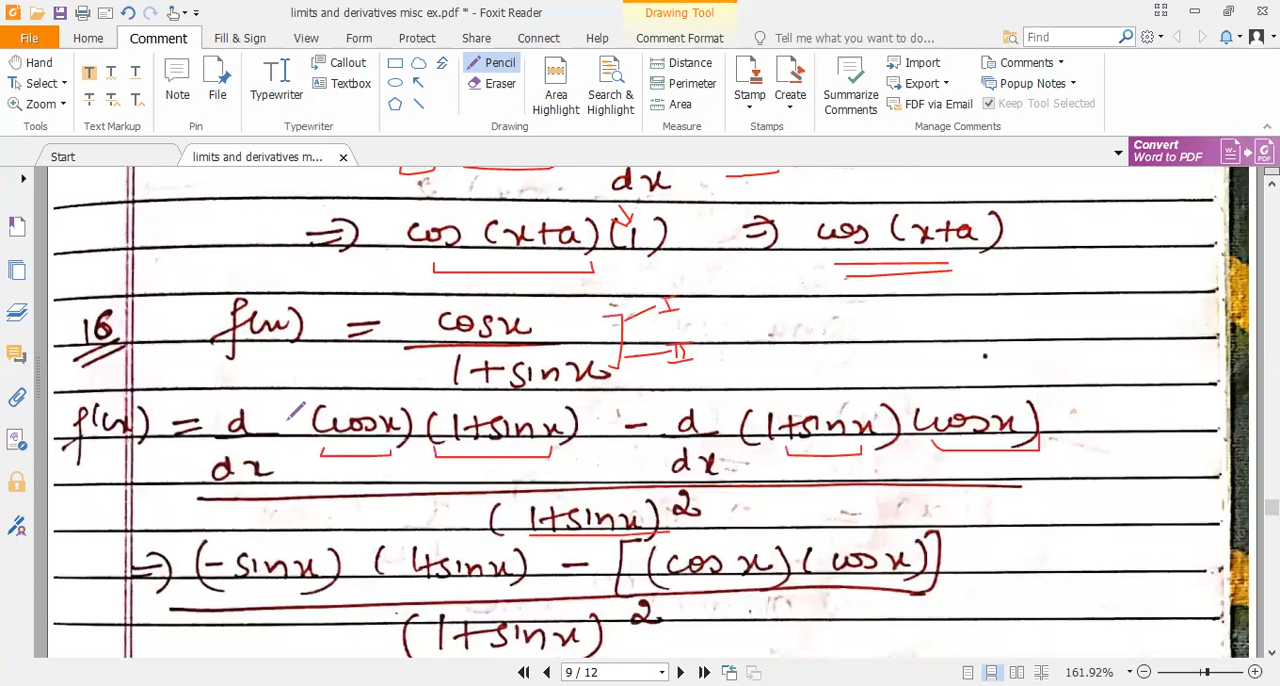 limits and derivatives misc ex.pdf * - Foxit Reader
Drawing Tool
File Home Comment Fill & Sign View Form Protect Share Connect Help Comment Format Tell me what you want to do... Find
Hand
Select
Zoom
Tools
Text Markup
Note
File
Pin
Typewriter
Callout
Textbox
Typewriter
Pencil
Eraser
Area Highlight
Search & Highlight
Drawing
Distance
Perimeter
Area
Measure
Stamp
Create
Stamps
Summarize Comments
Import
Export
FDF via Email
Comments
Popup Notes
Keep Tool Selected
Manage Comments
Start
limits and derivatives m...
Convert
Word to PDF
PDF
dx
⇒ cos (x+a) (1) ⇒ cos (x+a)
16 f(x) = cosx I
1+sinx II
f'(x) = d (cosx) (1+sinx) - d (1+sinx) (cosx)
dx dx
(1+sinx)²
⇒ (-sinx) (1+sinx) - [(cosx) (cosx)]
(1+sinx)²
9 / 12
161.92%